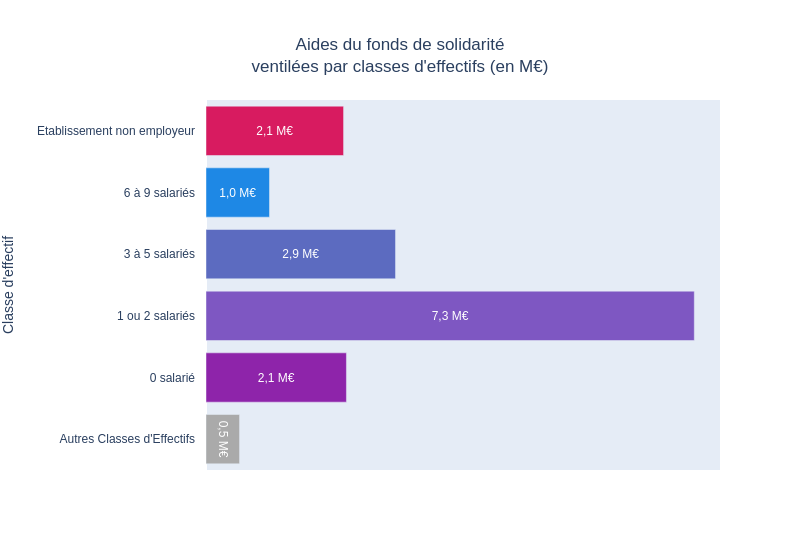 Aides du fonds de solidarité
ventilées par classes d'effectifs (en M€)
Classe d'effectif
Etablissement non employeur
2,1 M€
6 à 9 salariés
1,0 M€
3 à 5 salariés
2,9 M€
1 ou 2 salariés
7,3 M€
0 salarié
2,1 M€
Autres Classes d'Effectifs
0,5 M€